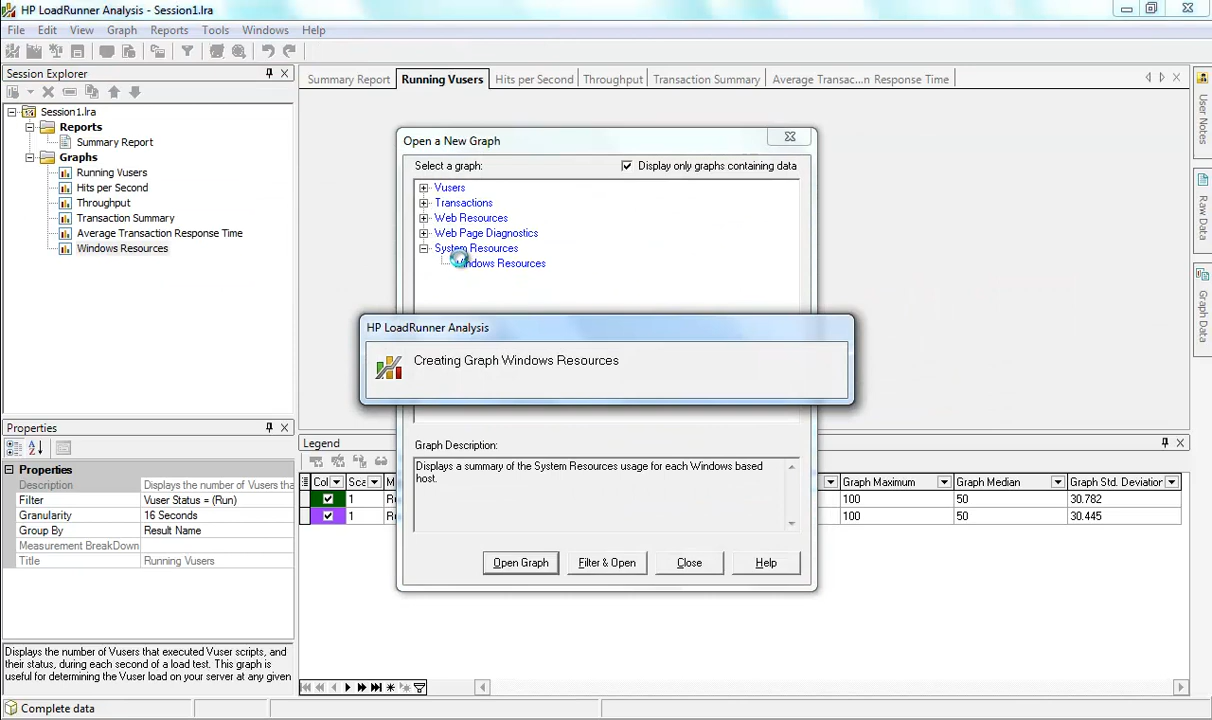 HP LoadRunner Analysis - Session1.lra
File Edit View Graph Reports Tools Windows Help
Session Explorer
Session1.lra
Reports
Summary Report
Graphs
Running Vusers
Hits per Second
Throughput
Transaction Summary
Average Transaction Response Time
Windows Resources
Summary Report Running Vusers Hits per Second Throughput Transaction Summary Average Transac...n Response Time
Open a New Graph
Select a graph: Display only graphs containing data
Vusers
Transactions
Web Resources
Web Page Diagnostics
System Resources
Windows Resources
HP LoadRunner Analysis
Creating Graph Windows Resources
Graph Description:
Displays a summary of the System Resources usage for each Windows based
host.
Open Graph Filter & Open Close Help
Properties
Properties
Description Displays the number of Vusers tha
Filter Vuser Status = (Run)
Granularity 16 Seconds
Group By Result Name
Measurement BreakDown
Title Running Vusers
Displays the number of Vusers that executed Vuser scripts, and
their status, during each second of a load test. This graph is
useful for determining the Vuser load on your server at any given
Legend
Col Sca M Graph Maximum Graph Median Graph Std. Deviation
1 R 100 50 30.782
1 R 100 50 30.445
User Notes
Raw Data
Graph Data
Complete data